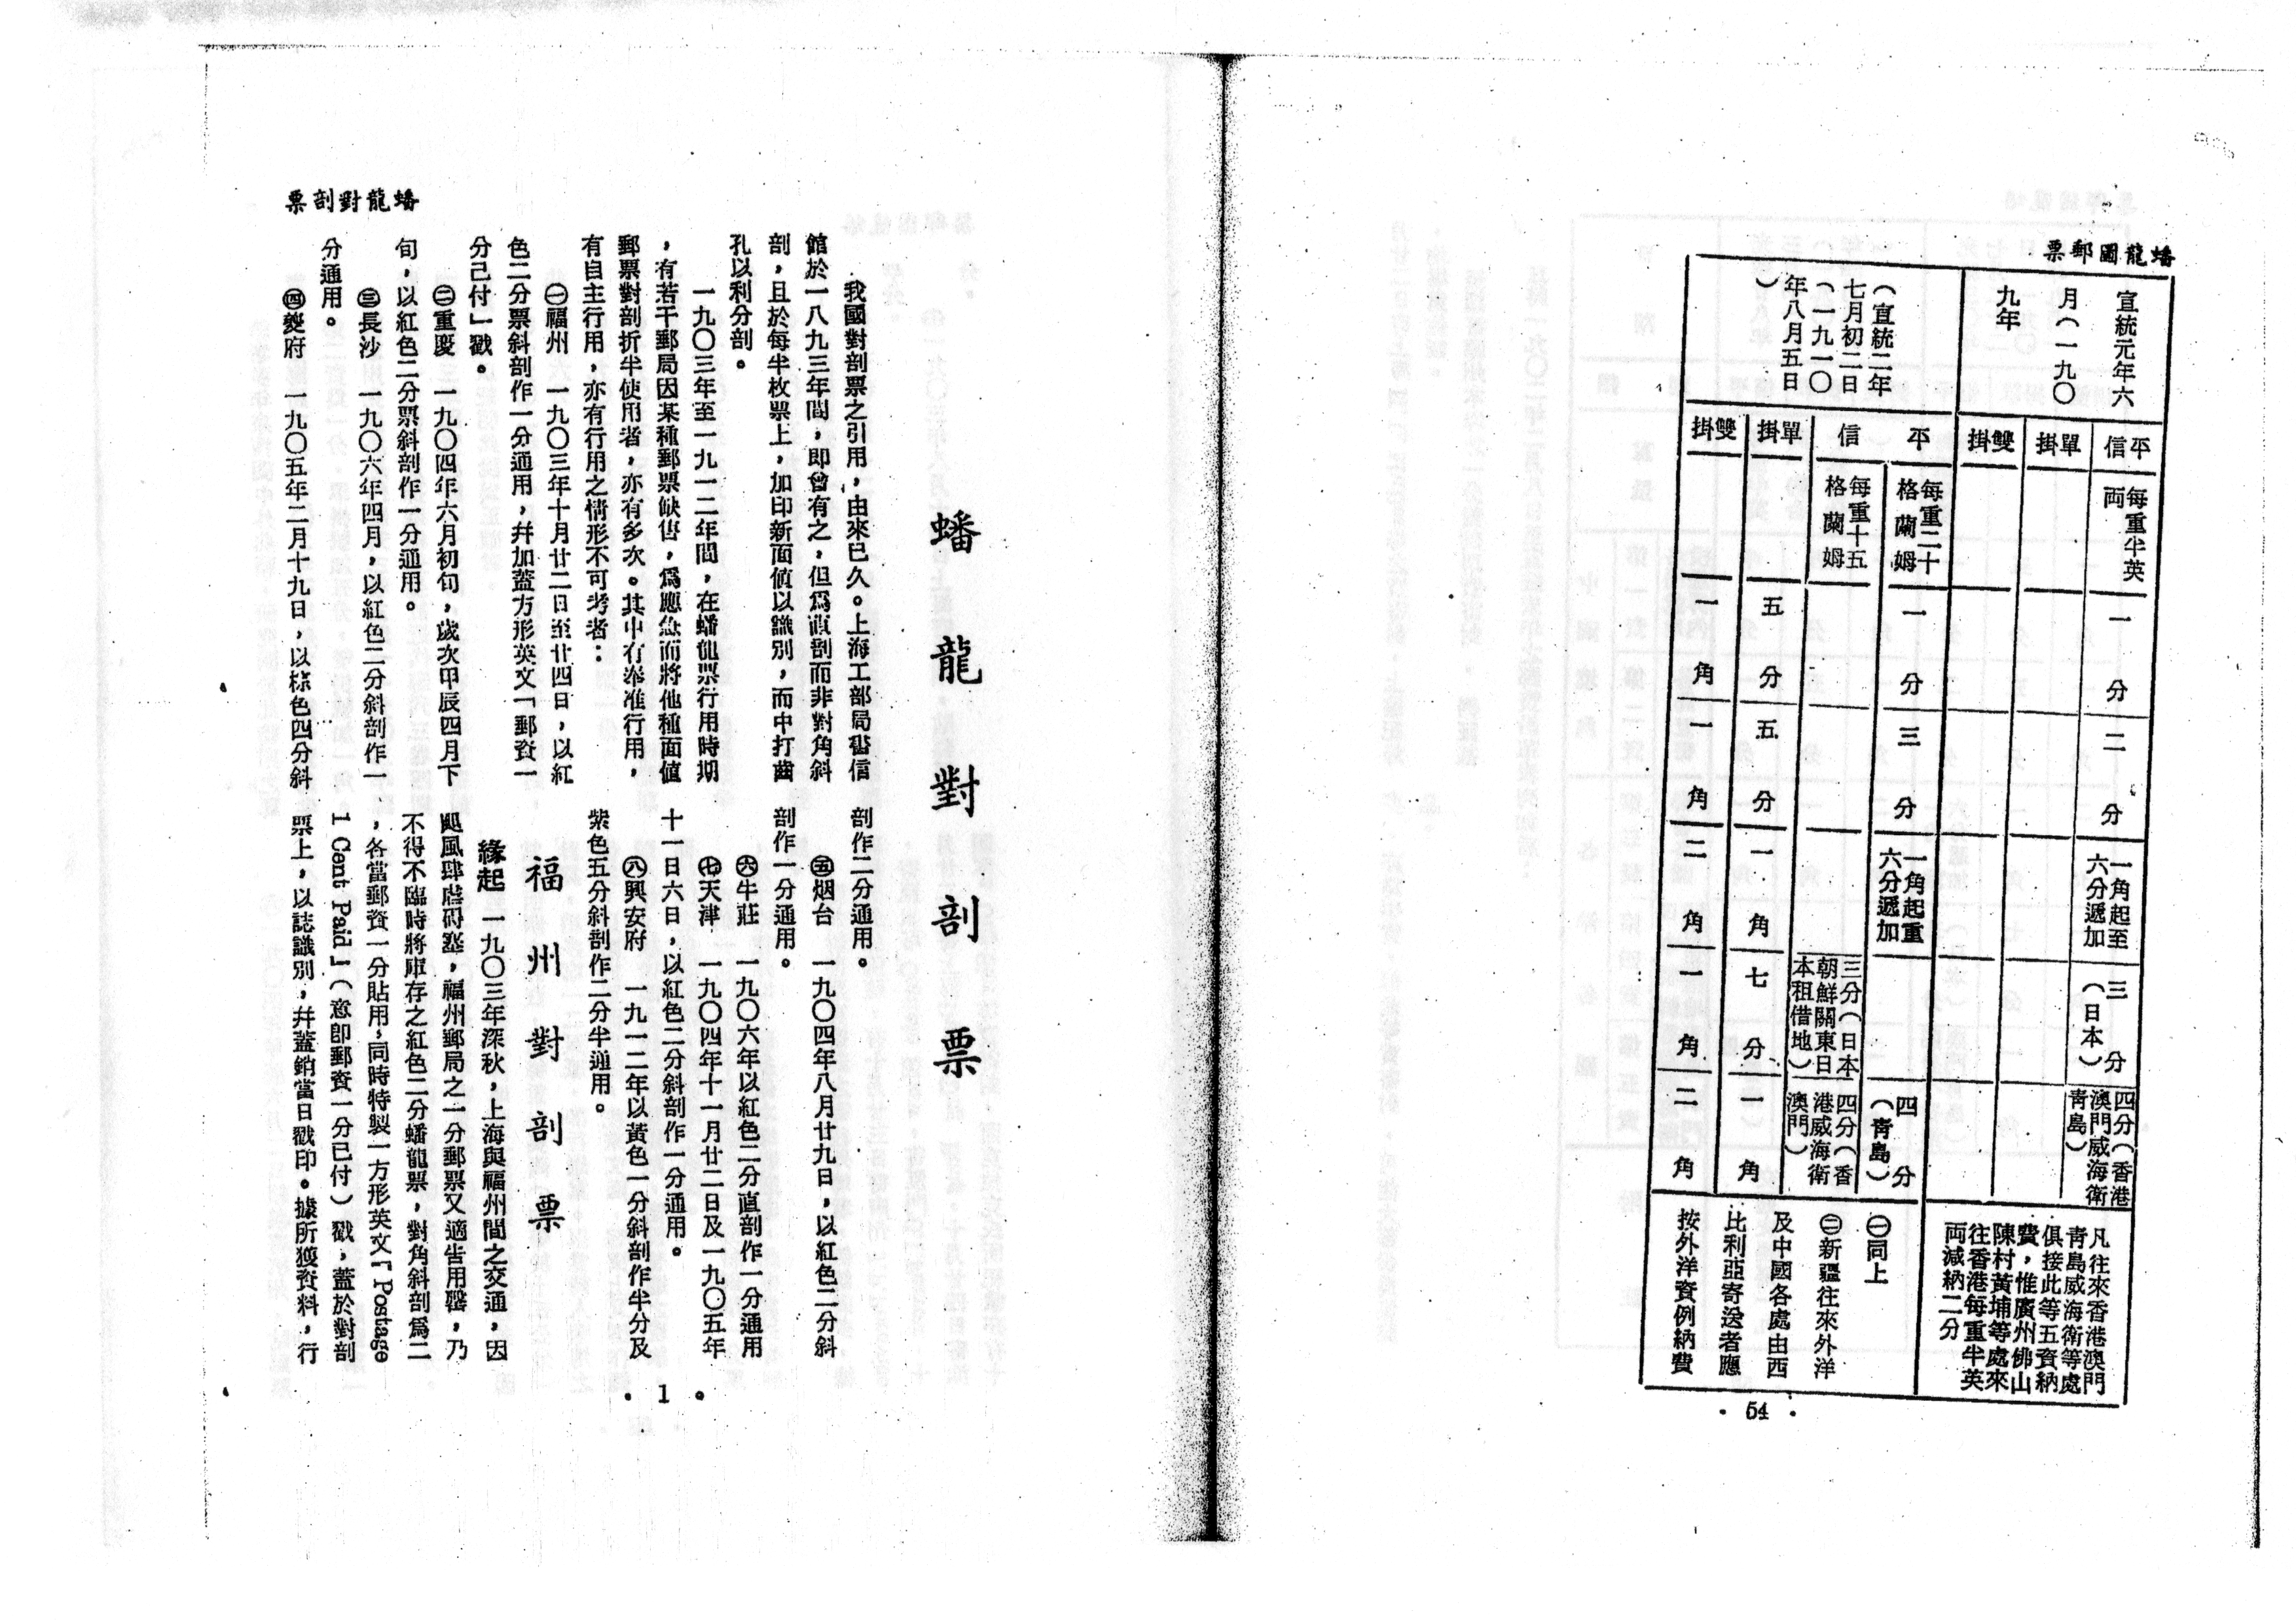 票郵圖龍蟠
宣統元年六
月（一九〇
九年
平信
每重半英
両
一分
二分
一角起至
六分遞加
三分
（日本）
四分（香港
澳門威海衛
青島）
單掛
雙掛
凡往來香港澳門
青島威海衛等處
俱接此等五資納
費，惟廣州佛山
陳村黃埔等處來
往香港每重半英
両減納二分
（宣統二年
七月初二日
（一九一〇
年八月五日
）
平信
每重二十
格蘭姆
一分
三分
一角起重
六分遞加
四分
（青島）
每重十五
格蘭姆
三分（日本
朝鮮關東日
本租借地）
四分（香
港威海衛
澳門）
單掛
五分
五分
一角
七分
一角
雙掛
一角
一角
二角
一角
二角
㊀同上
㊁新疆往來外洋
及中國各處由西
比利亞寄送者應
按外洋資例納費
• 54 •
票剖對龍蟠
蟠龍對剖票
我國對剖票之引用，由來已久。上海工部局書信
館於一八九三年間，即曾有之，但爲直剖而非對角斜
剖，且於每半枚票上，加印新面値以識別，而中打齒
孔以利分剖。
一九〇三年至一九一二年間，在蟠龍票行用時期
，有若干郵局因某種郵票缺售，爲應急而將他種面値
郵票對剖折半使用者，亦有多次。其中有奉准行用，
有自主行用，亦有行用之情形不可考者：
㊀福州　一九〇三年十月廿二日至廿四日，以紅
色二分票斜剖作一分通用，幷加蓋方形英文「郵資一
分己付」戳。
㊁重慶　一九〇四年六月初旬，歲次甲辰四月下
旬，以紅色二分票斜剖作一分通用。
㊂長沙　一九〇六年四月，以紅色二分斜剖作一
分通用。
㊃夔府　一九〇五年二月十九日，以棕色四分斜
剖作二分通用。
㊄烟台　一九〇四年八月廿九日，以紅色二分斜
剖作一分通用。
㊅牛莊　一九〇六年以紅色二分直剖作一分通用
㊆天津　一九〇四年十一月廿二日及一九〇五年
十一日六日，以紅色二分斜剖作一分通用。
㊇興安府　一九一二年以黃色一分斜剖作半分及
紫色五分斜剖作二分半通用。
福州對剖票
緣起　一九〇三年深秋，上海與福州間之交通，因
颶風肆虐碍塞，福州郵局之一分郵票又適告用罄，乃
不得不臨時將庫存之紅色二分蟠龍票，對角斜剖爲二
，各當郵資一分貼用，同時特製一方形英文「Postage
1 Cent Paid」（意卽郵資一分已付）戳，蓋於對剖
票上，以誌識別，幷蓋銷當日戳印。據所獲資料，行
• 1 •